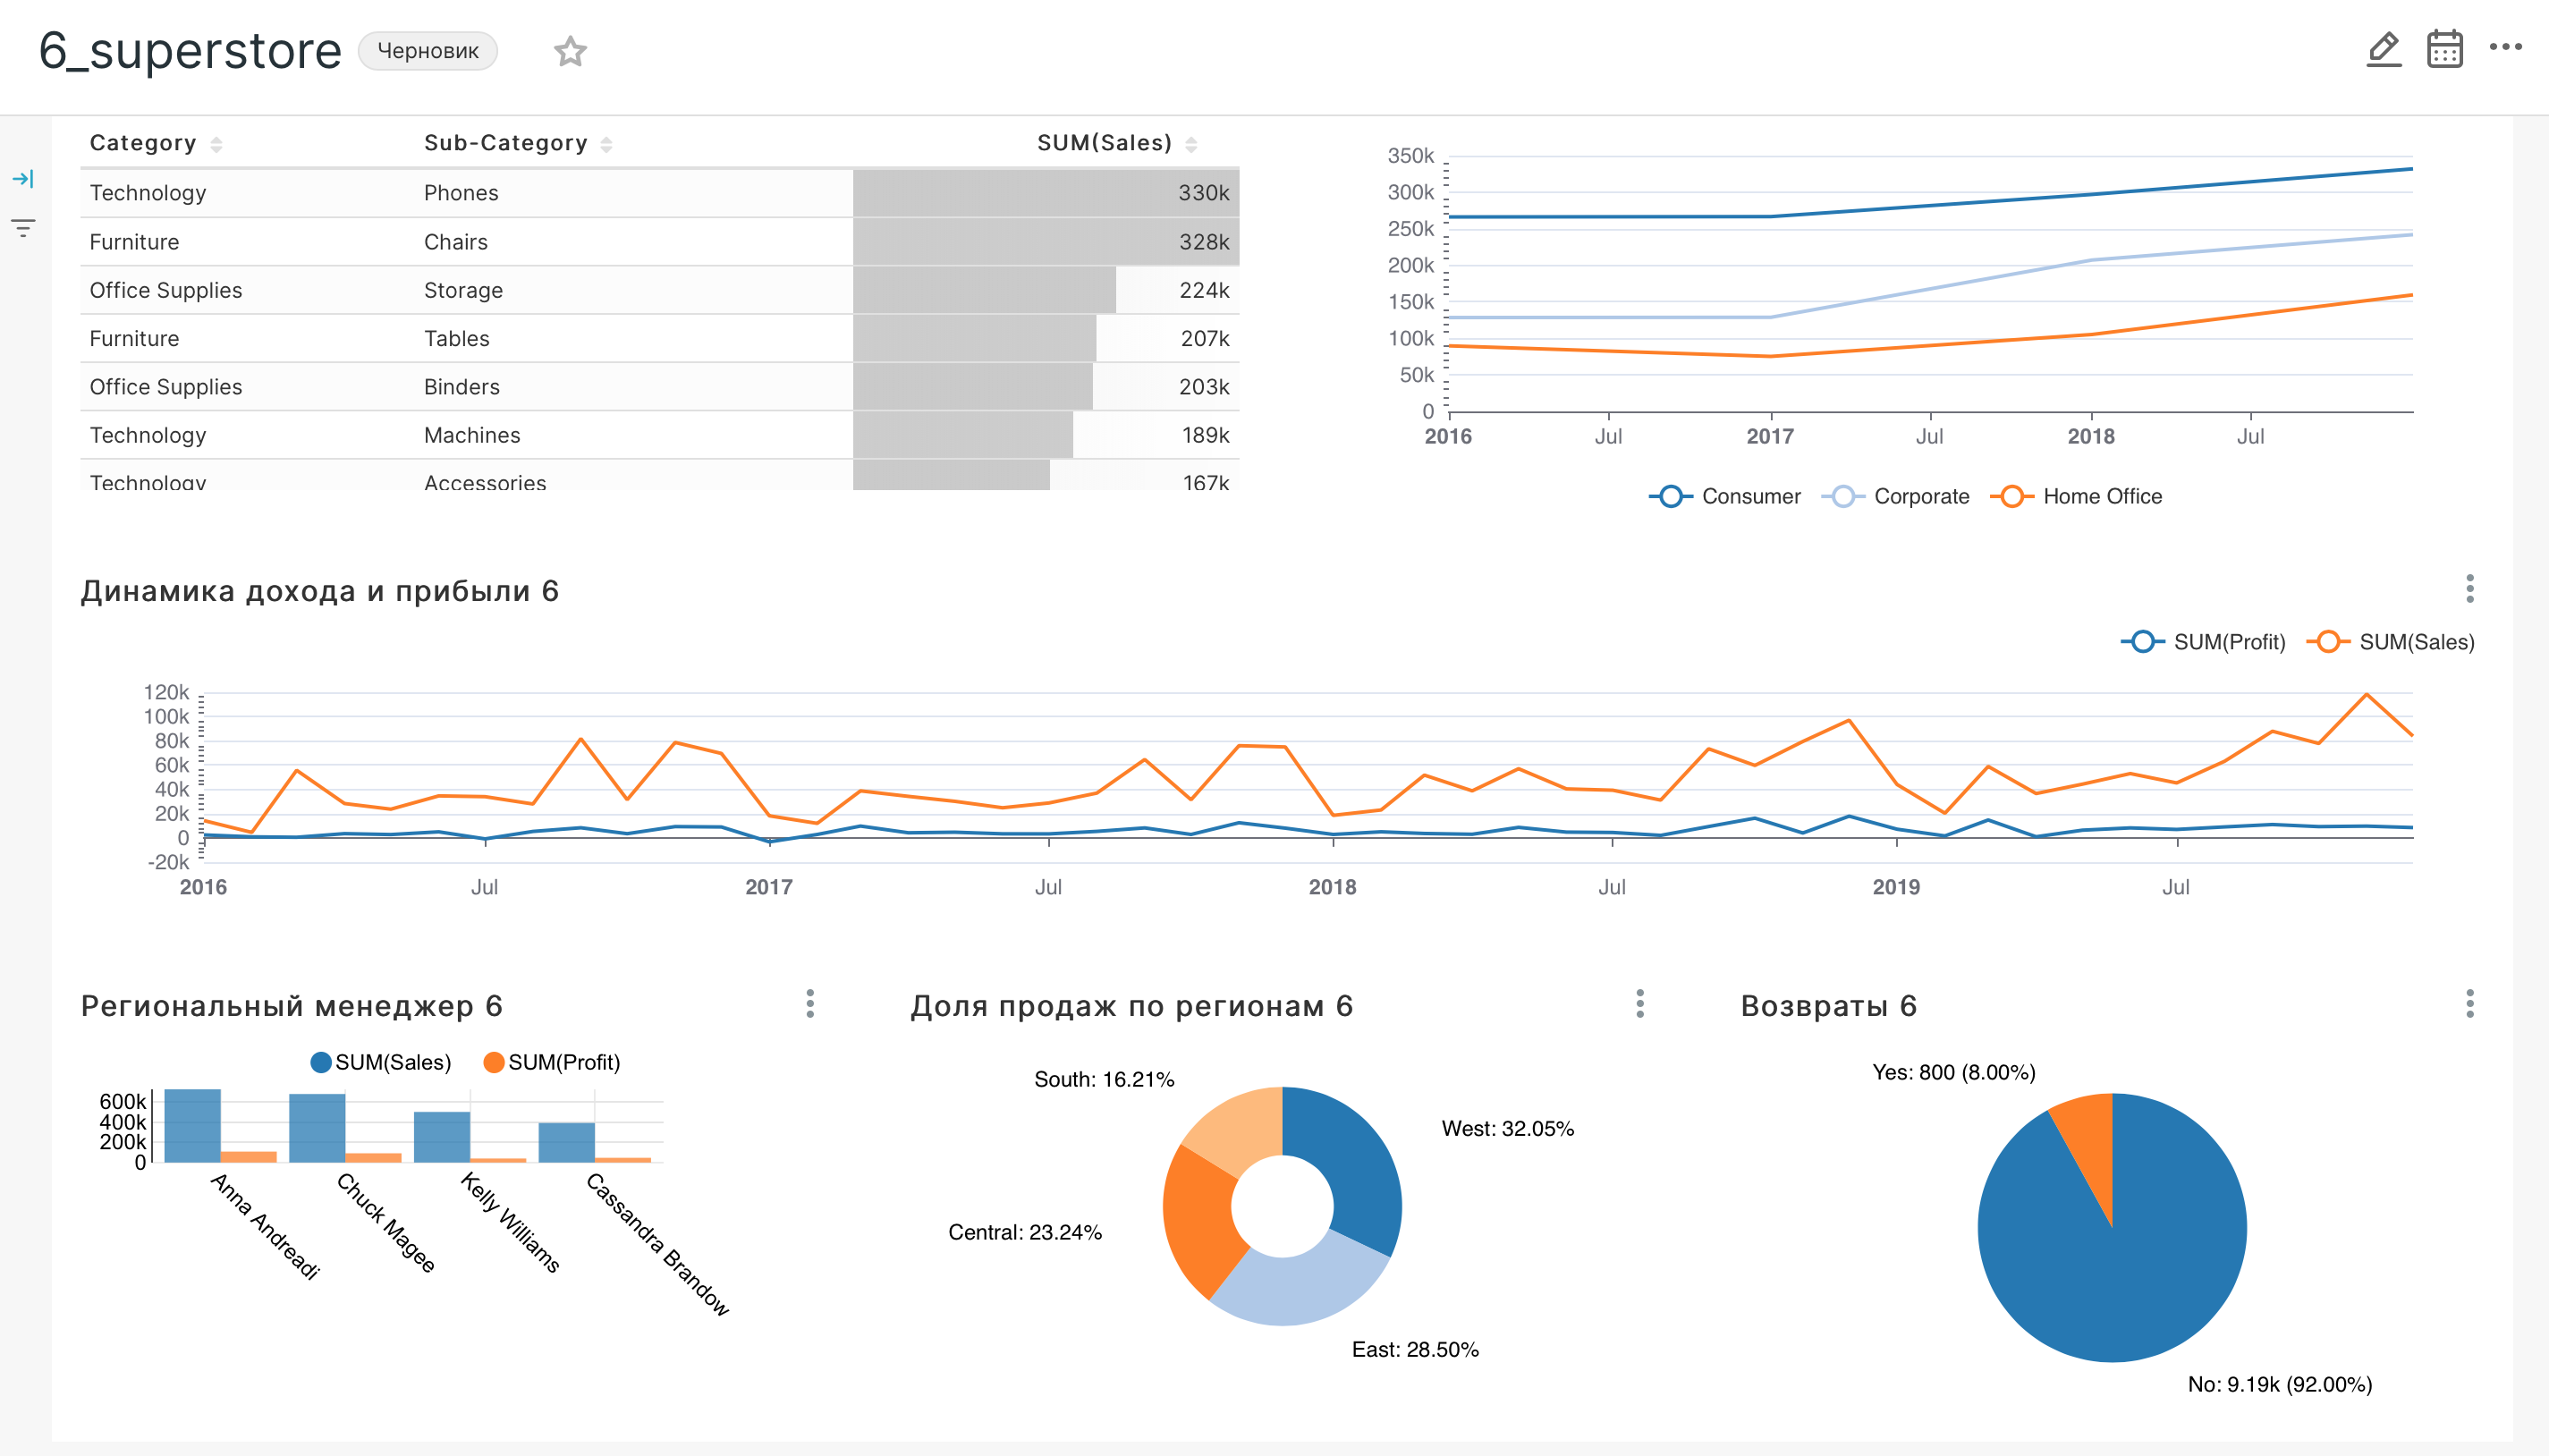 6_superstore Черновик
Category Sub-Category SUM(Sales)
Technology Phones 330k
Furniture Chairs 328k
Office Supplies Storage 224k
Furniture Tables 207k
Office Supplies Binders 203k
Technology Machines 189k
Technology Accessories 167k
350k
300k
250k
200k
150k
100k
50k
0
2016 Jul 2017 Jul 2018 Jul
Consumer Corporate Home Office
Динамика дохода и прибыли 6
SUM(Profit) SUM(Sales)
120k
100k
80k
60k
40k
20k
0
-20k
2016 Jul 2017 Jul 2018 Jul 2019 Jul
Региональный менеджер 6
SUM(Sales) SUM(Profit)
600k
400k
200k
0
Anna Andreadi
Chuck Magee
Kelly Williams
Cassandra Brandow
Доля продаж по регионам 6
South: 16.21%
West: 32.05%
Central: 23.24%
East: 28.50%
Возвраты 6
Yes: 800 (8.00%)
No: 9.19k (92.00%)